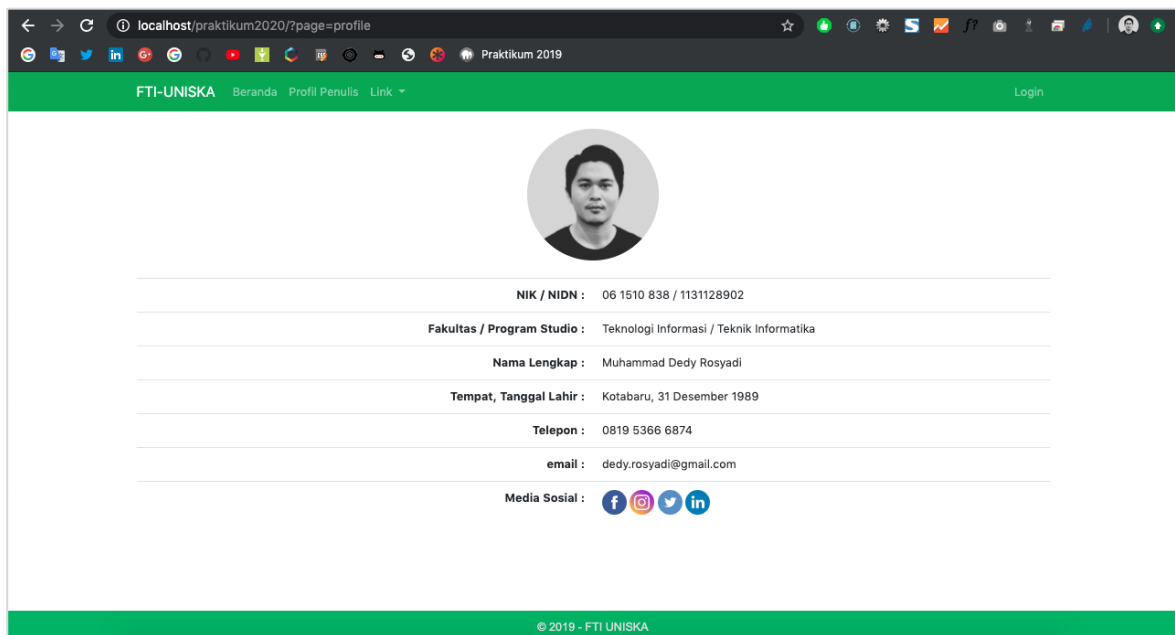 localhost/praktikum2020/?page=profile
Praktikum 2019
FTI-UNISKA Beranda Profil Penulis Link Login
NIK / NIDN : 06 1510 838 / 1131128902
Fakultas / Program Studio : Teknologi Informasi / Teknik Informatika
Nama Lengkap : Muhammad Dedy Rosyadi
Tempat, Tanggal Lahir : Kotabaru, 31 Desember 1989
Telepon : 0819 5366 6874
email : dedy.rosyadi@gmail.com
Media Sosial :
© 2019 - FTI UNISKA